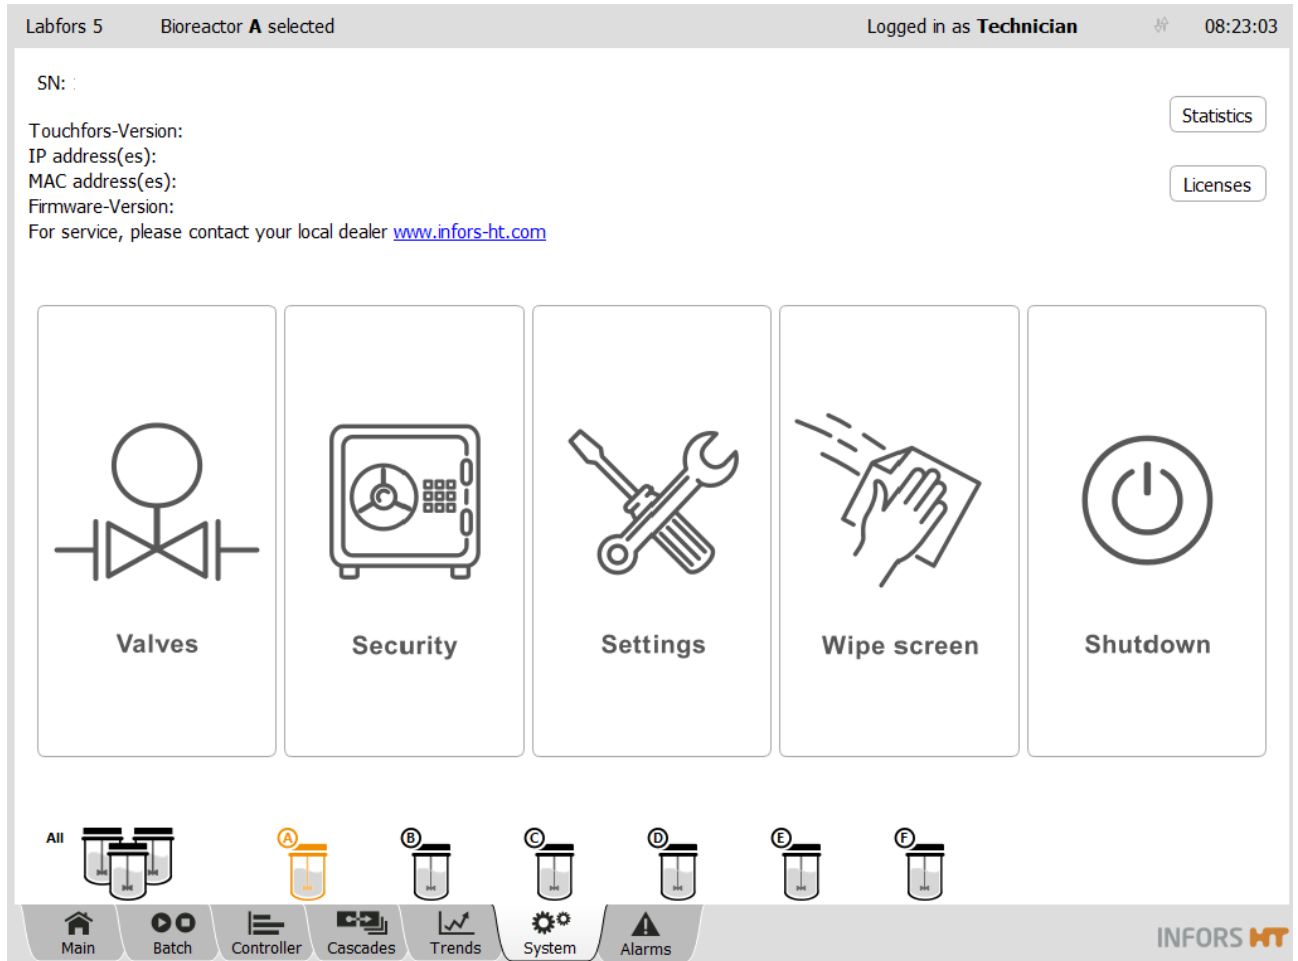 Labfors 5 Bioreactor A selected Logged in as Technician 08:23:03
SN: :
Statistics
Touchfors-Version:
IP address(es):
MAC address(es):
Licenses
Firmware-Version:
For service, please contact your local dealer www.infors-ht.com
Valves Security Settings Wipe screen Shutdown
All A B C D E F
Main Batch Controller Cascades Trends System Alarms
INFORS HT